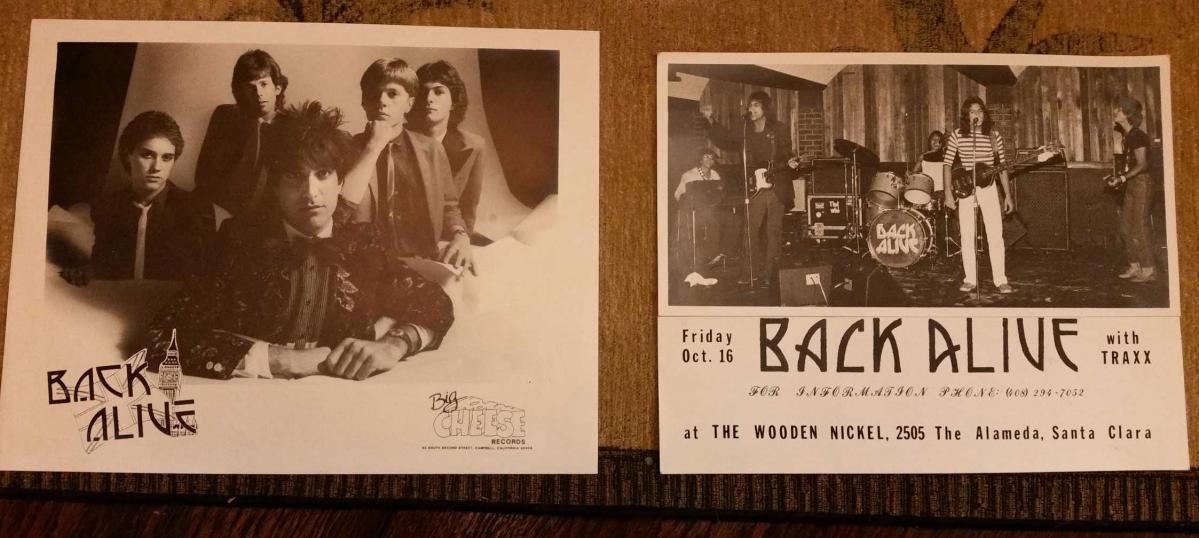 BACK
ALIVE
Big
CHEESE
RECORDS
BACK
ALIVE
Friday
Oct. 16
BACK ALIVE
with
TRAXX
FOR INFORMATION PHONE: (408) 294-7052
at THE WOODEN NICKEL, 2505 The Alameda, Santa Clara